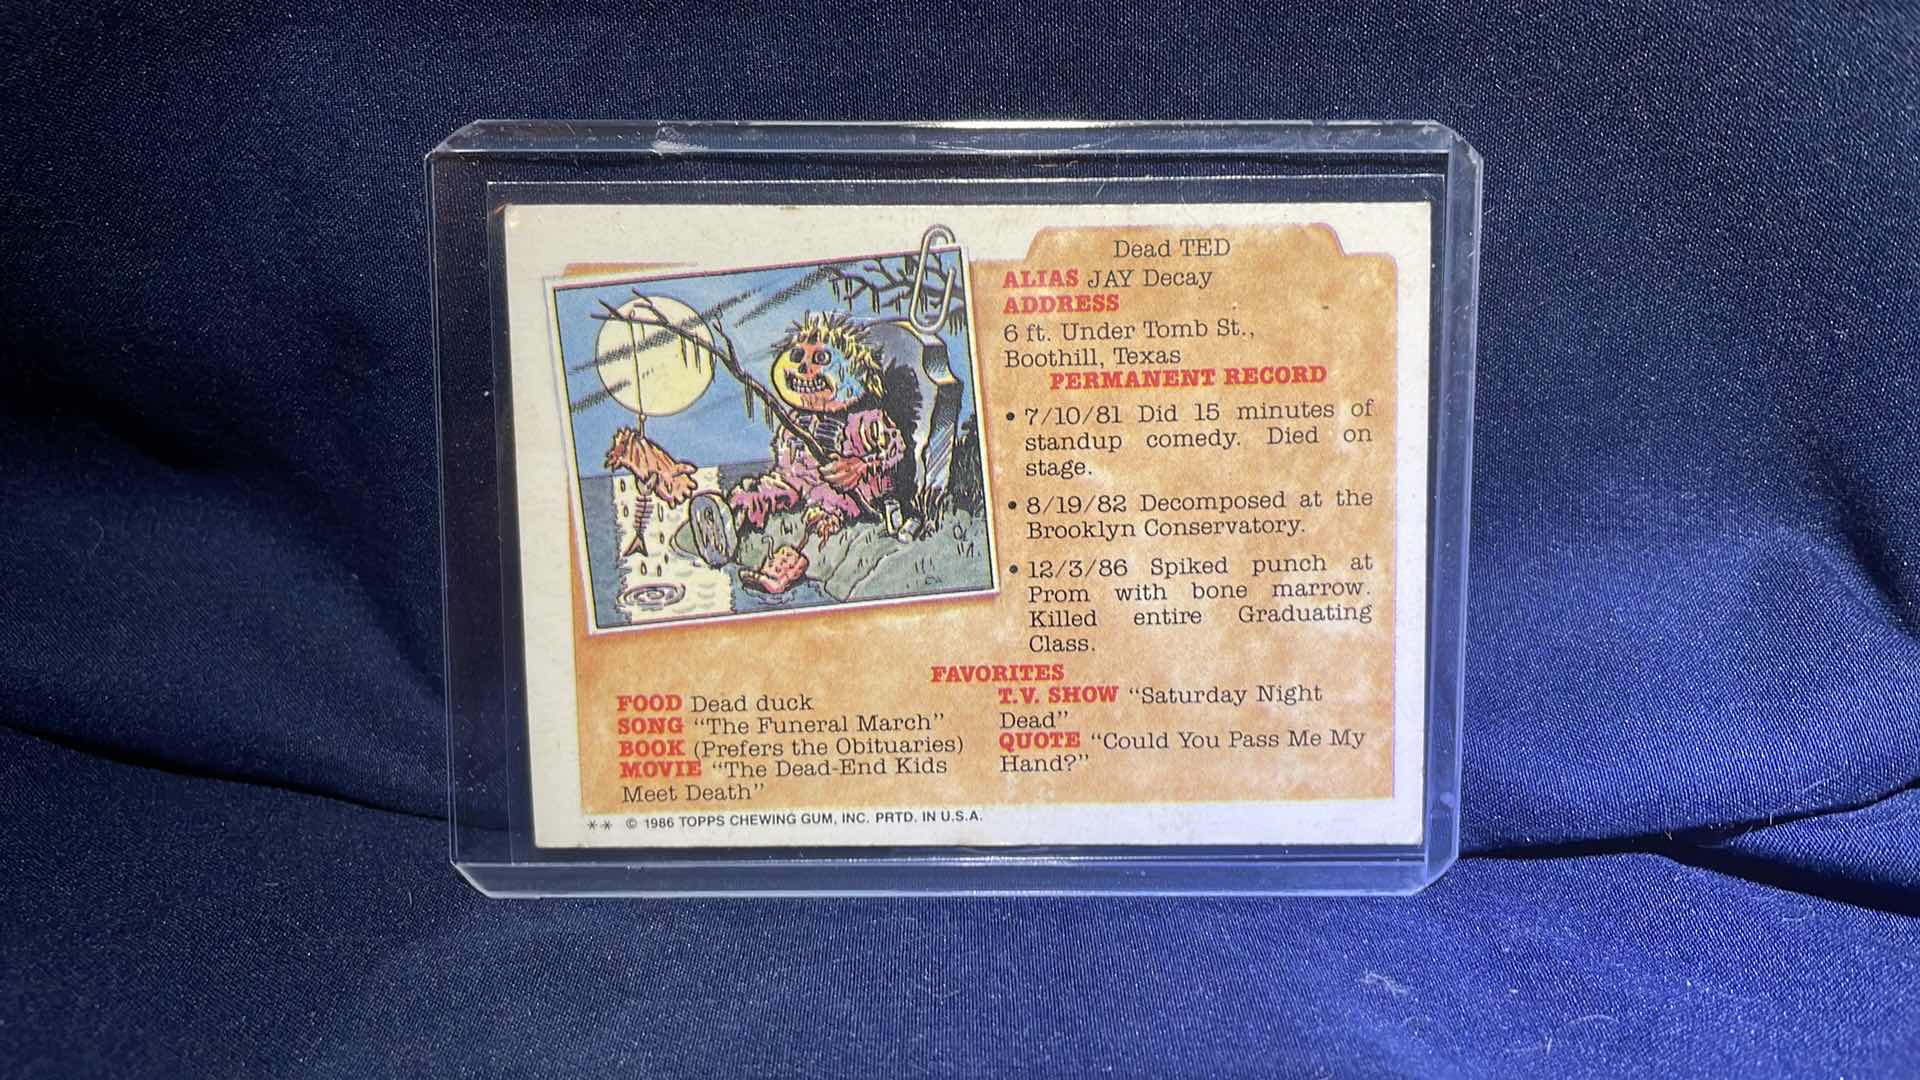 Dead TED
ALIAS JAY Decay
ADDRESS
6 ft. Under Tomb St.,
Boothill, Texas
PERMANENT RECORD
• 7/10/81 Did 15 minutes of
standup comedy. Died on
stage.
• 8/19/82 Decomposed at the
Brooklyn Conservatory.
• 12/3/86 Spiked punch at
Prom with bone marrow.
Killed entire Graduating
Class.
FAVORITES
FOOD Dead duck
SONG “The Funeral March”
BOOK (Prefers the Obituaries)
MOVIE “The Dead-End Kids
Meet Death”
T.V. SHOW “Saturday Night
Dead”
QUOTE “Could You Pass Me My
Hand?”
** © 1986 TOPPS CHEWING GUM, INC. PRTD. IN U.S.A.